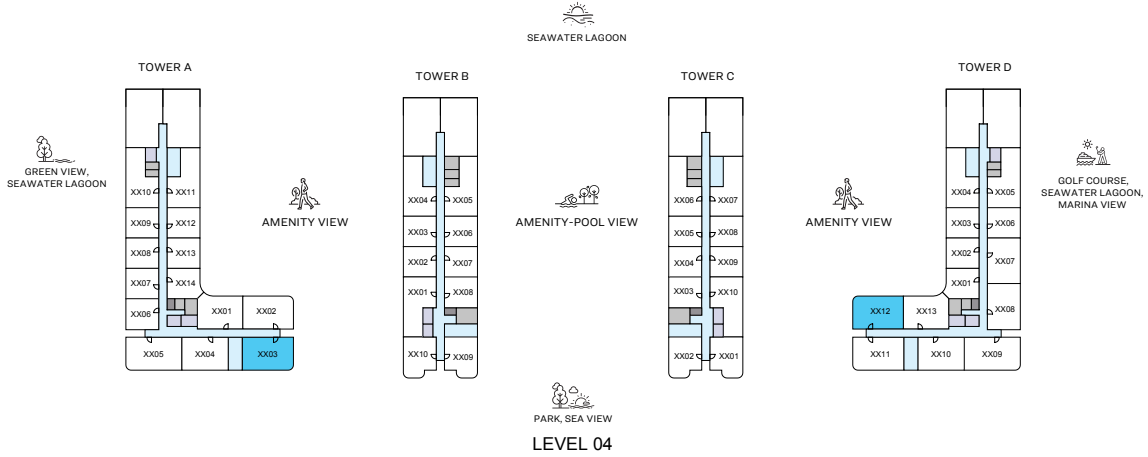 SEAWATER LAGOON
TOWER A
TOWER B
TOWER C
TOWER D
GREEN VIEW,
SEAWATER LAGOON
AMENITY VIEW
AMENITY-POOL VIEW
AMENITY VIEW
GOLF COURSE,
SEAWATER LAGOON,
MARINA VIEW
XX10 XX11
XX09 XX12
XX08 XX13
XX07 XX14
XX06 XX01 XX02
XX05 XX04 XX03
XX04 XX05
XX03 XX06
XX02 XX07
XX01 XX08
XX10 XX09
XX06 XX07
XX05 XX08
XX04 XX09
XX03 XX10
XX02 XX01
XX04 XX05
XX03 XX06
XX02 XX07
XX01
XX12 XX13 XX08
XX11 XX10 XX09
PARK, SEA VIEW
LEVEL 04